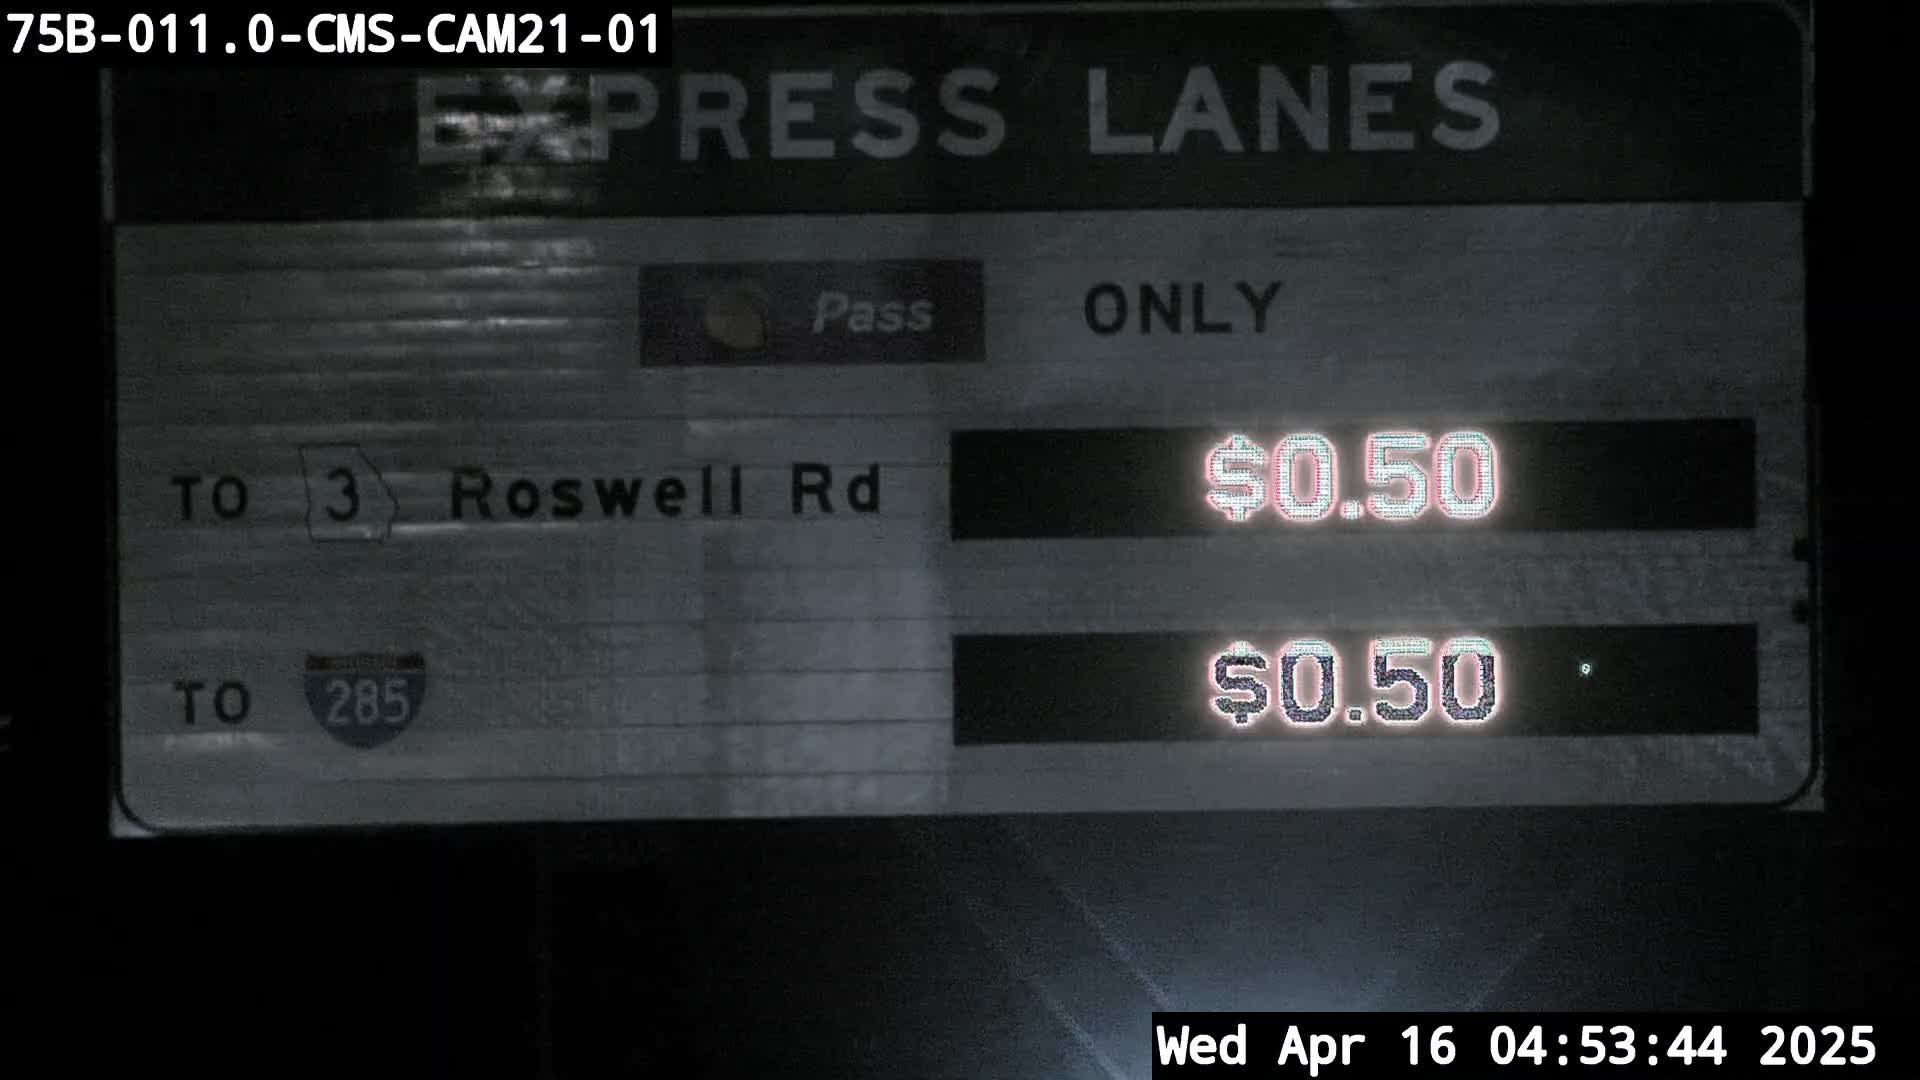 75B-011.0-CMS-CAM21-01
EXPRESS LANES
Pass ONLY
TO 3 Roswell Rd $0.50
TO 285 $0.50
Wed Apr 16 04:53:44 2025